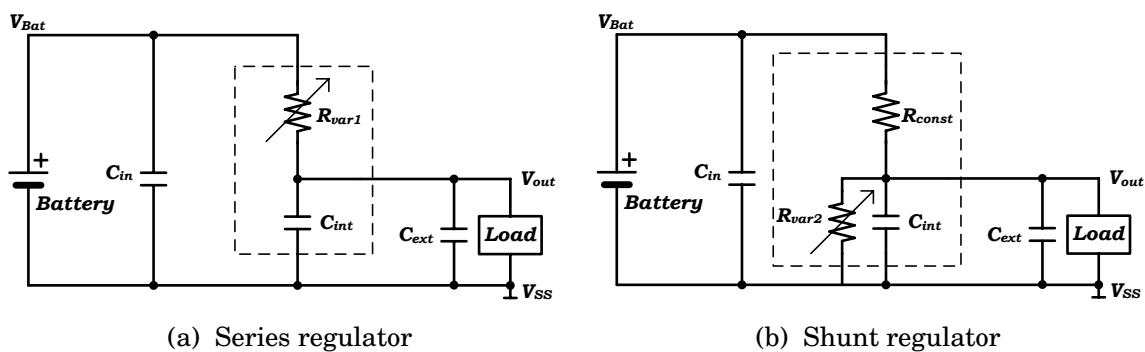 V_Bat
V_Bat
R_var1
R_const
C_in
V_out
C_in
V_out
+
+
Battery
C_int
C_ext
Load
Battery
R_var2
C_int
C_ext
Load
V_SS
V_SS
(a) Series regulator
(b) Shunt regulator